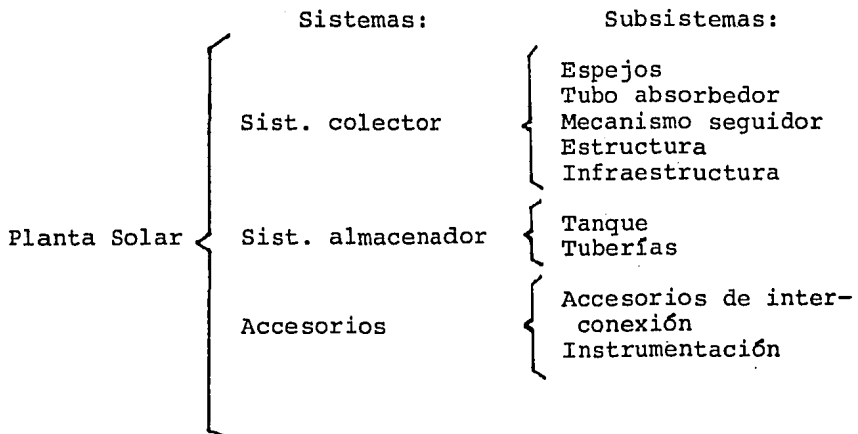 Sistemas: Subsistemas:
Espejos
Tubo absorbedor
Sist. colector Mecanismo seguidor
Estructura
Infraestructura
Planta Solar Sist. almacenador Tanque
Tuberías
Accesorios Accesorios de inter-
conexión
Instrumentación